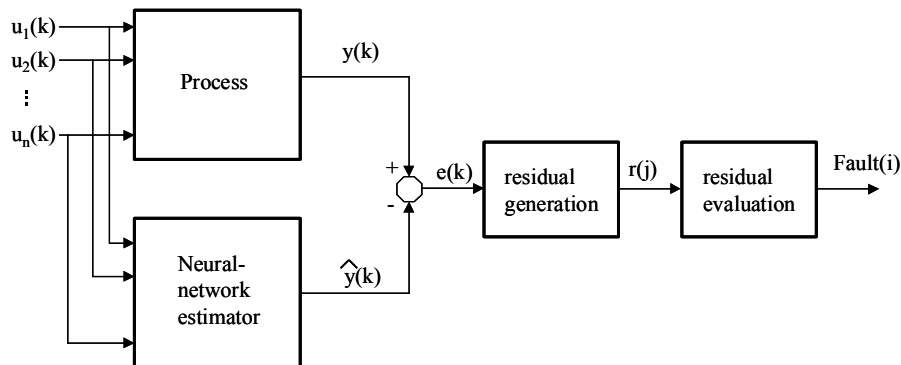 u₁(k)
u₂(k)
⋮
uₙ(k)
Process
y(k)
Neural-
network
estimator
ŷ(k)
+
-
e(k)
residual
generation
r(j)
residual
evaluation
Fault(i)